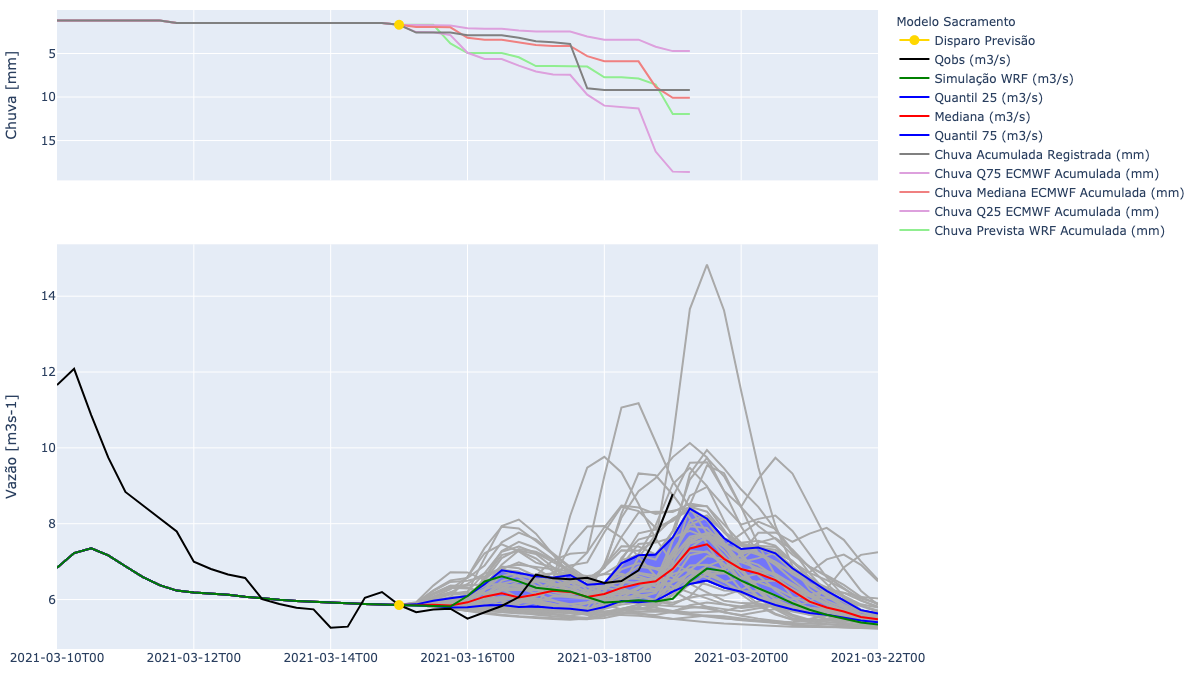 Modelo Sacramento
Disparo Previsão
Qobs (m3/s)
Simulação WRF (m3/s)
Quantil 25 (m3/s)
Mediana (m3/s)
Quantil 75 (m3/s)
Chuva Acumulada Registrada (mm)
Chuva Q75 ECMWF Acumulada (mm)
Chuva Mediana ECMWF Acumulada (mm)
Chuva Q25 ECMWF Acumulada (mm)
Chuva Prevista WRF Acumulada (mm)
Chuva [mm]
5
10
15
Vazão [m3s-1]
14
12
10
8
6
2021-03-10T00
2021-03-12T00
2021-03-14T00
2021-03-16T00
2021-03-18T00
2021-03-20T00
2021-03-22T00